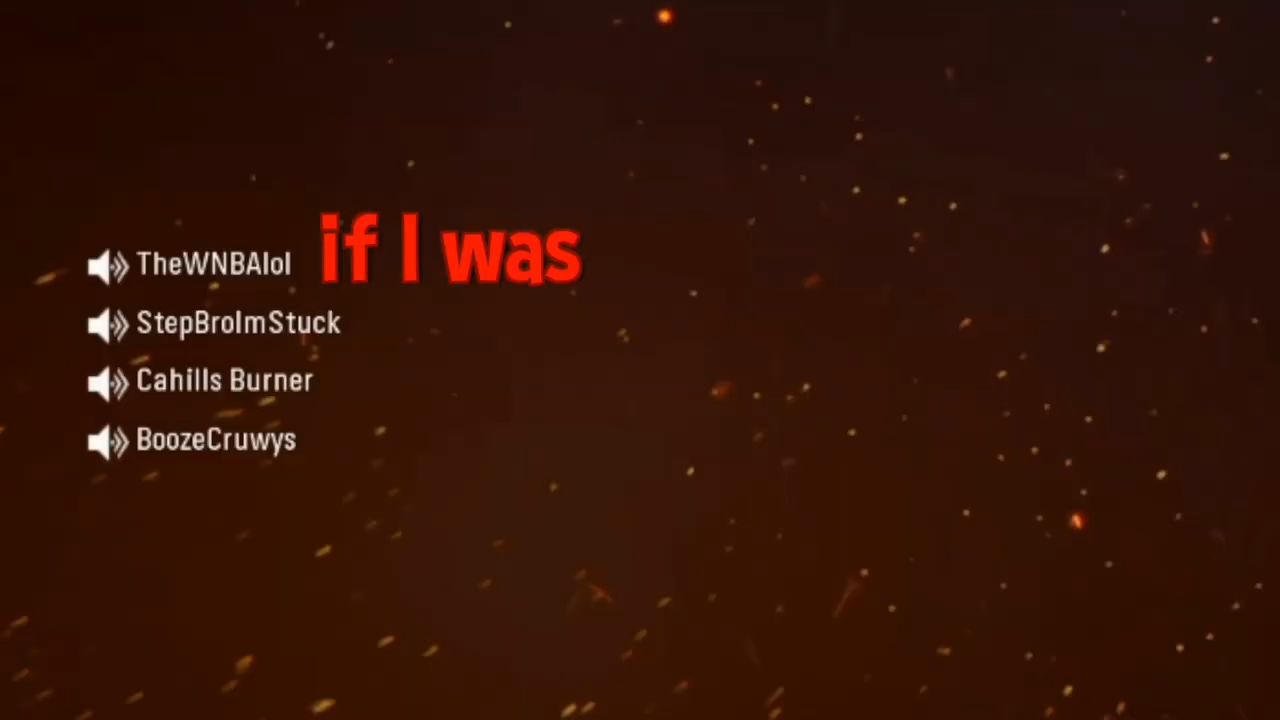 TheWNBAlol
if I was
StepBroImStuck
Cahills Burner
BoozeCruwys